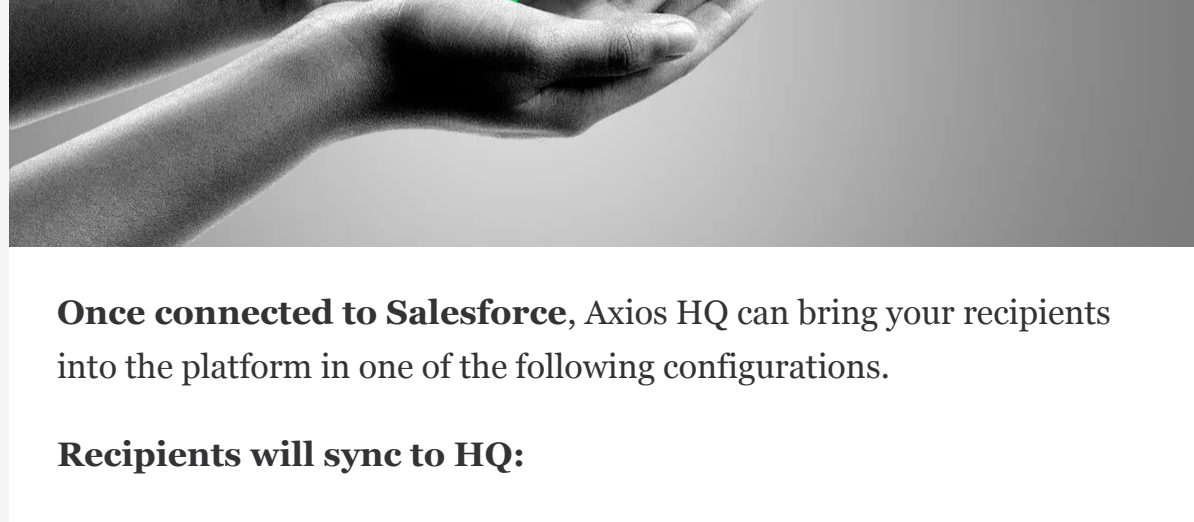 Once connected to Salesforce, Axios HQ can bring your recipients
into the platform in one of the following configurations.
Recipients will sync to HQ: